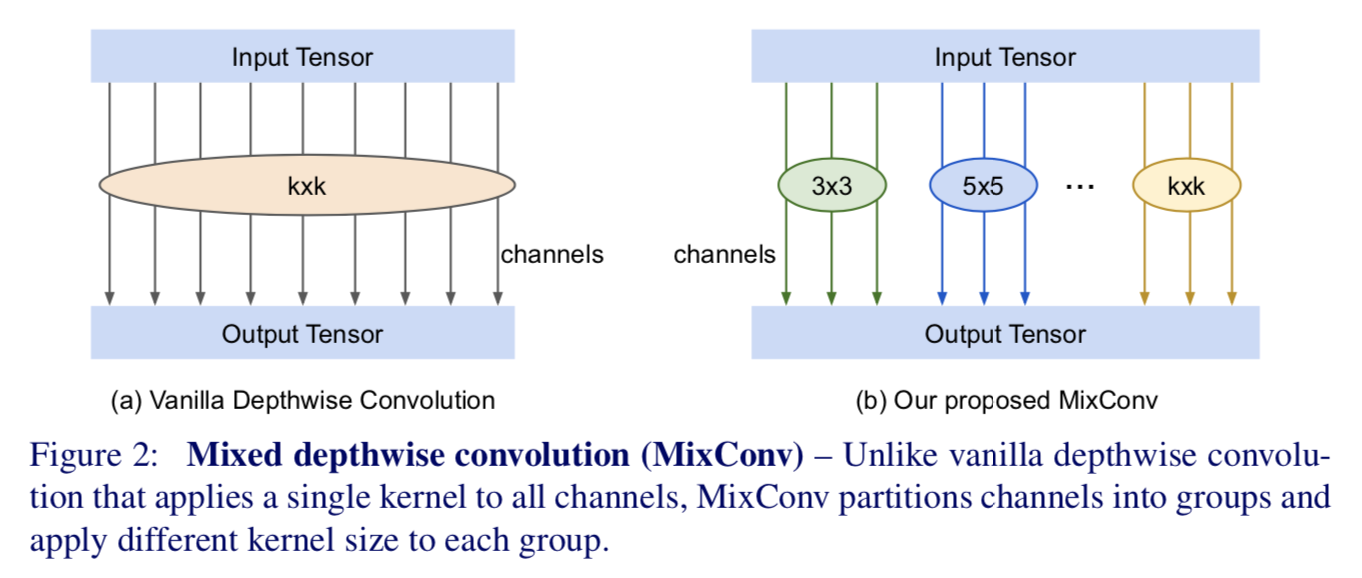 Input Tensor
kxk
channels
Output Tensor
(a) Vanilla Depthwise Convolution
Input Tensor
3x3
5x5
...
kxk
channels
Output Tensor
(b) Our proposed MixConv
Figure 2: Mixed depthwise convolution (MixConv) – Unlike vanilla depthwise convolu-
tion that applies a single kernel to all channels, MixConv partitions channels into groups and
apply different kernel size to each group.